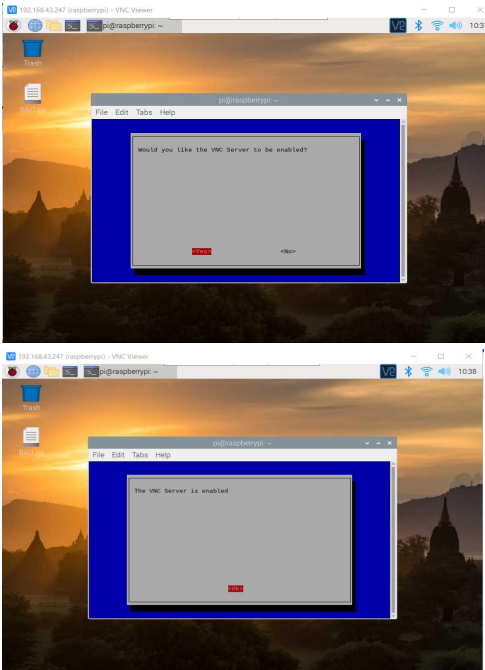 192.168.43.247 (raspberrypi) - VNC Viewer
pi@raspberrypi: ~
Trash
pi@raspberrypi: ~
File Edit Tabs Help
Would you like the VNC Server to be enabled?
<Yes> <No>
192.168.43.247 (raspberrypi) - VNC Viewer
pi@raspberrypi: ~ 10:38
Trash
pi@raspberrypi: ~
File Edit Tabs Help
The VNC Server is enabled
<Ok>